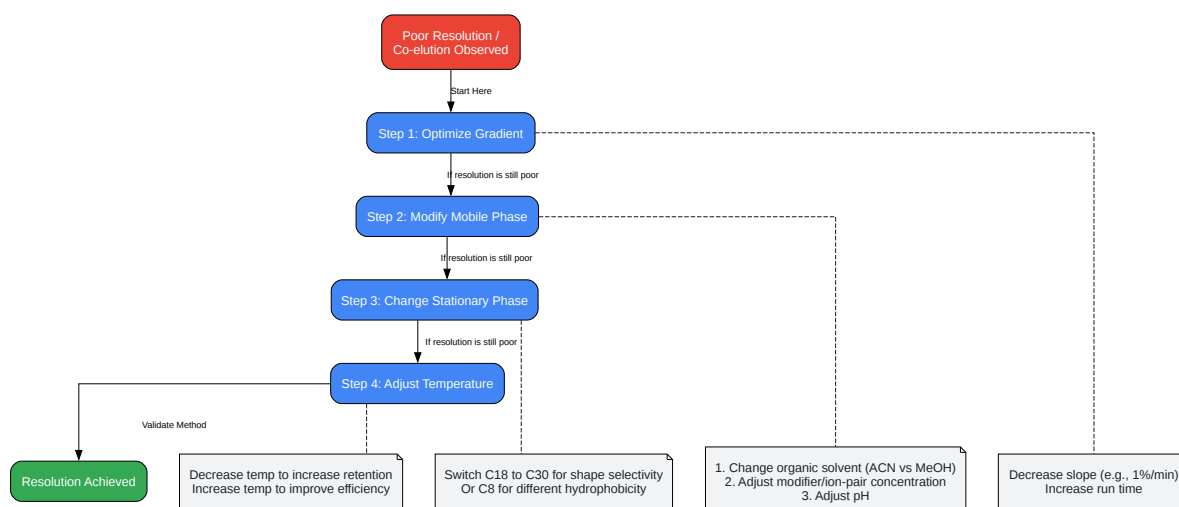 Poor Resolution /
Co-elution Observed
Start Here
Step 1: Optimize Gradient
If resolution is still poor
Step 2: Modify Mobile Phase
If resolution is still poor
Step 3: Change Stationary Phase
If resolution is still poor
Step 4: Adjust Temperature
Validate Method
Resolution Achieved
Decrease temp to increase retention
Increase temp to improve efficiency
Switch C18 to C30 for shape selectivity
Or C8 for different hydrophobicity
1. Change organic solvent (ACN vs MeOH)
2. Adjust modifier/ion-pair concentration
3. Adjust pH
Decrease slope (e.g., 1%/min)
Increase run time